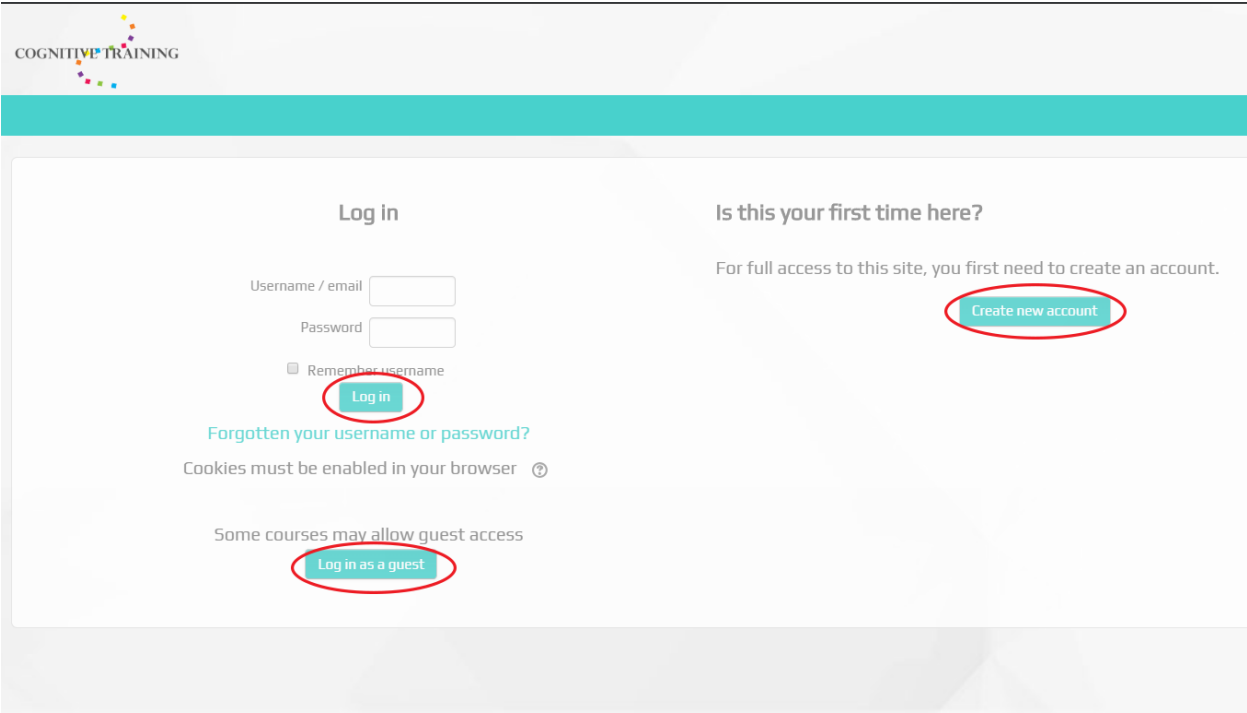 COGNITIVE TRAINING
Log in
Username / email
Password
Remember username
Log in
Forgotten your username or password?
Cookies must be enabled in your browser
Some courses may allow guest access
Log in as a guest
Is this your first time here?
For full access to this site, you first need to create an account.
Create new account